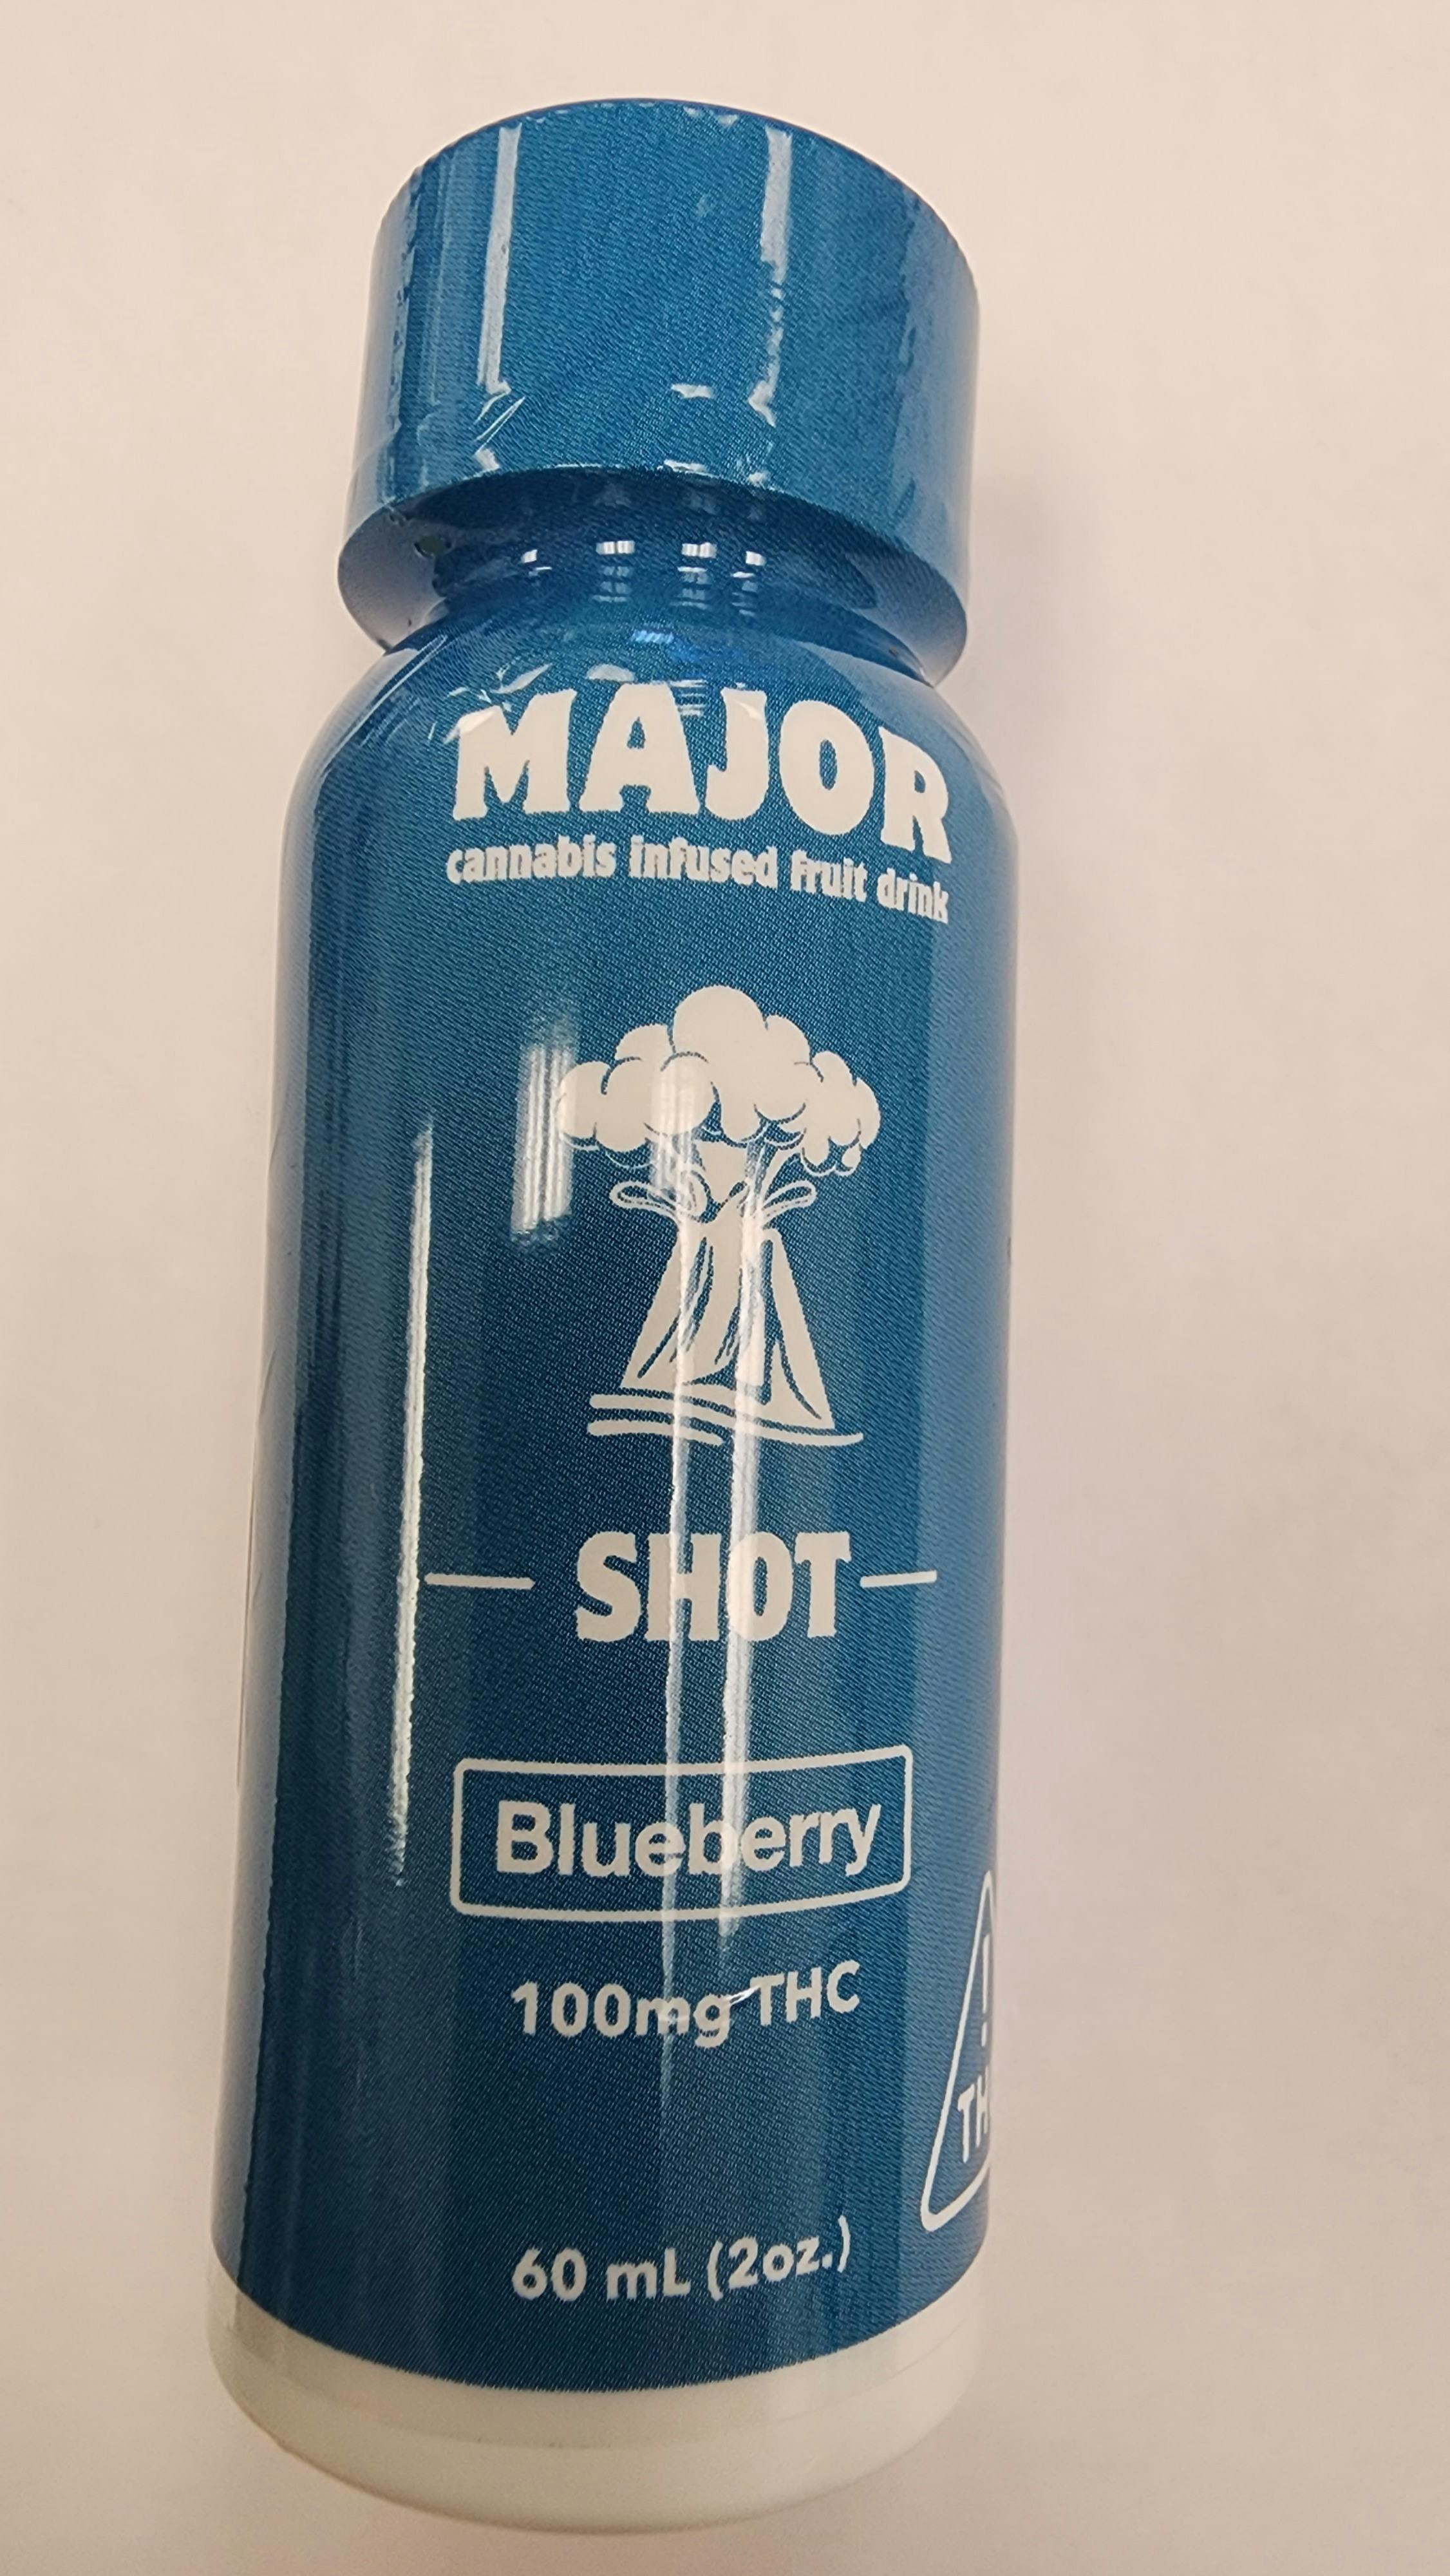 MAJOR
cannabis infused fruit drink
SHOT
Blueberry
100mg THC
!
60 mL (2oz.)